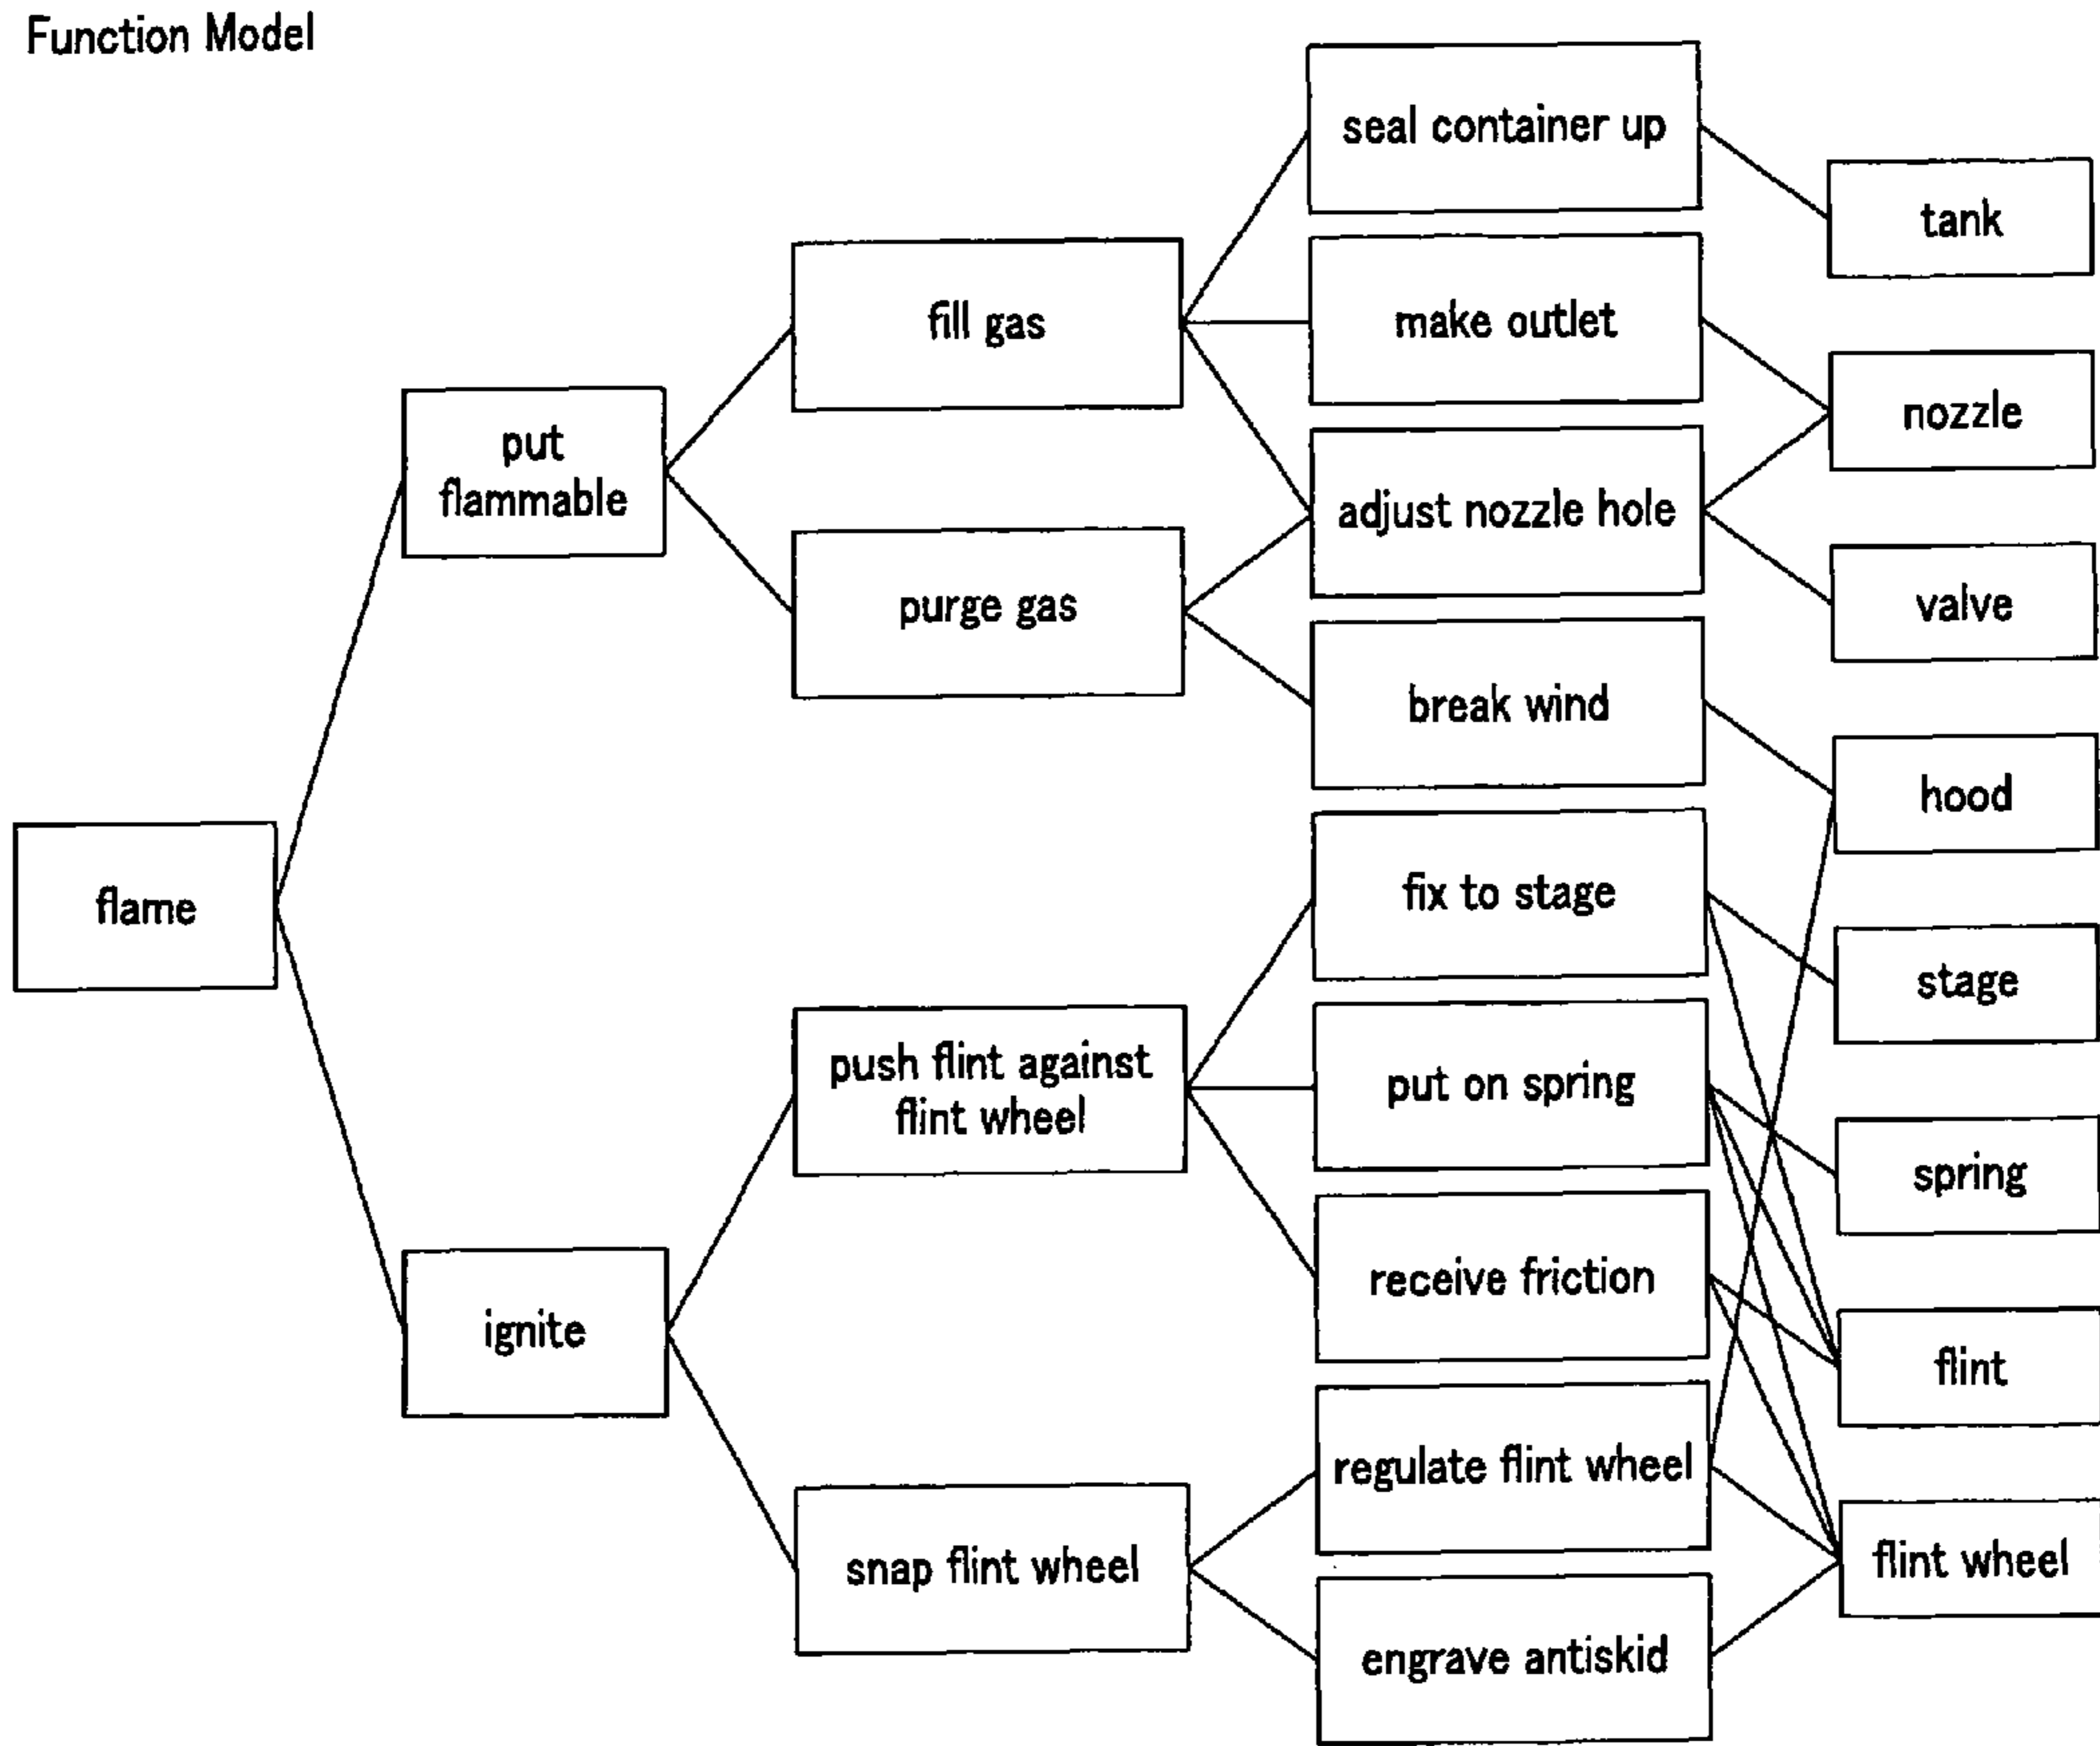 Function Model
flame
put
flammable
ignite
fill gas
purge gas
push flint against
flint wheel
snap flint wheel
seal container up
make outlet
adjust nozzle hole
break wind
fix to stage
put on spring
receive friction
regulate flint wheel
engrave antiskid
tank
nozzle
valve
hood
stage
spring
flint
flint wheel